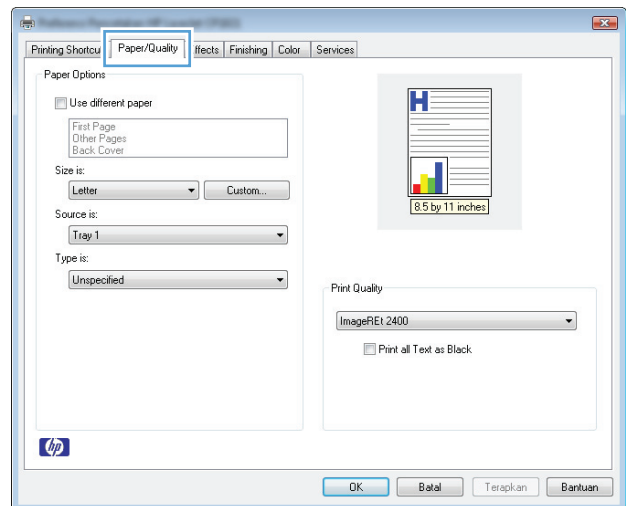 Printing Shortcu
Paper/Quality
ffects
Finishing
Color
Services
Paper Options
Use different paper
First Page
Other Pages
Back Cover
Size is:
Letter
Custom...
Source is:
Tray 1
Type is:
Unspecified
H
8.5 by 11 inches
Print Quality
ImageREt 2400
Print all Text as Black
hp
OK
Batal
Terapkan
Bantuan